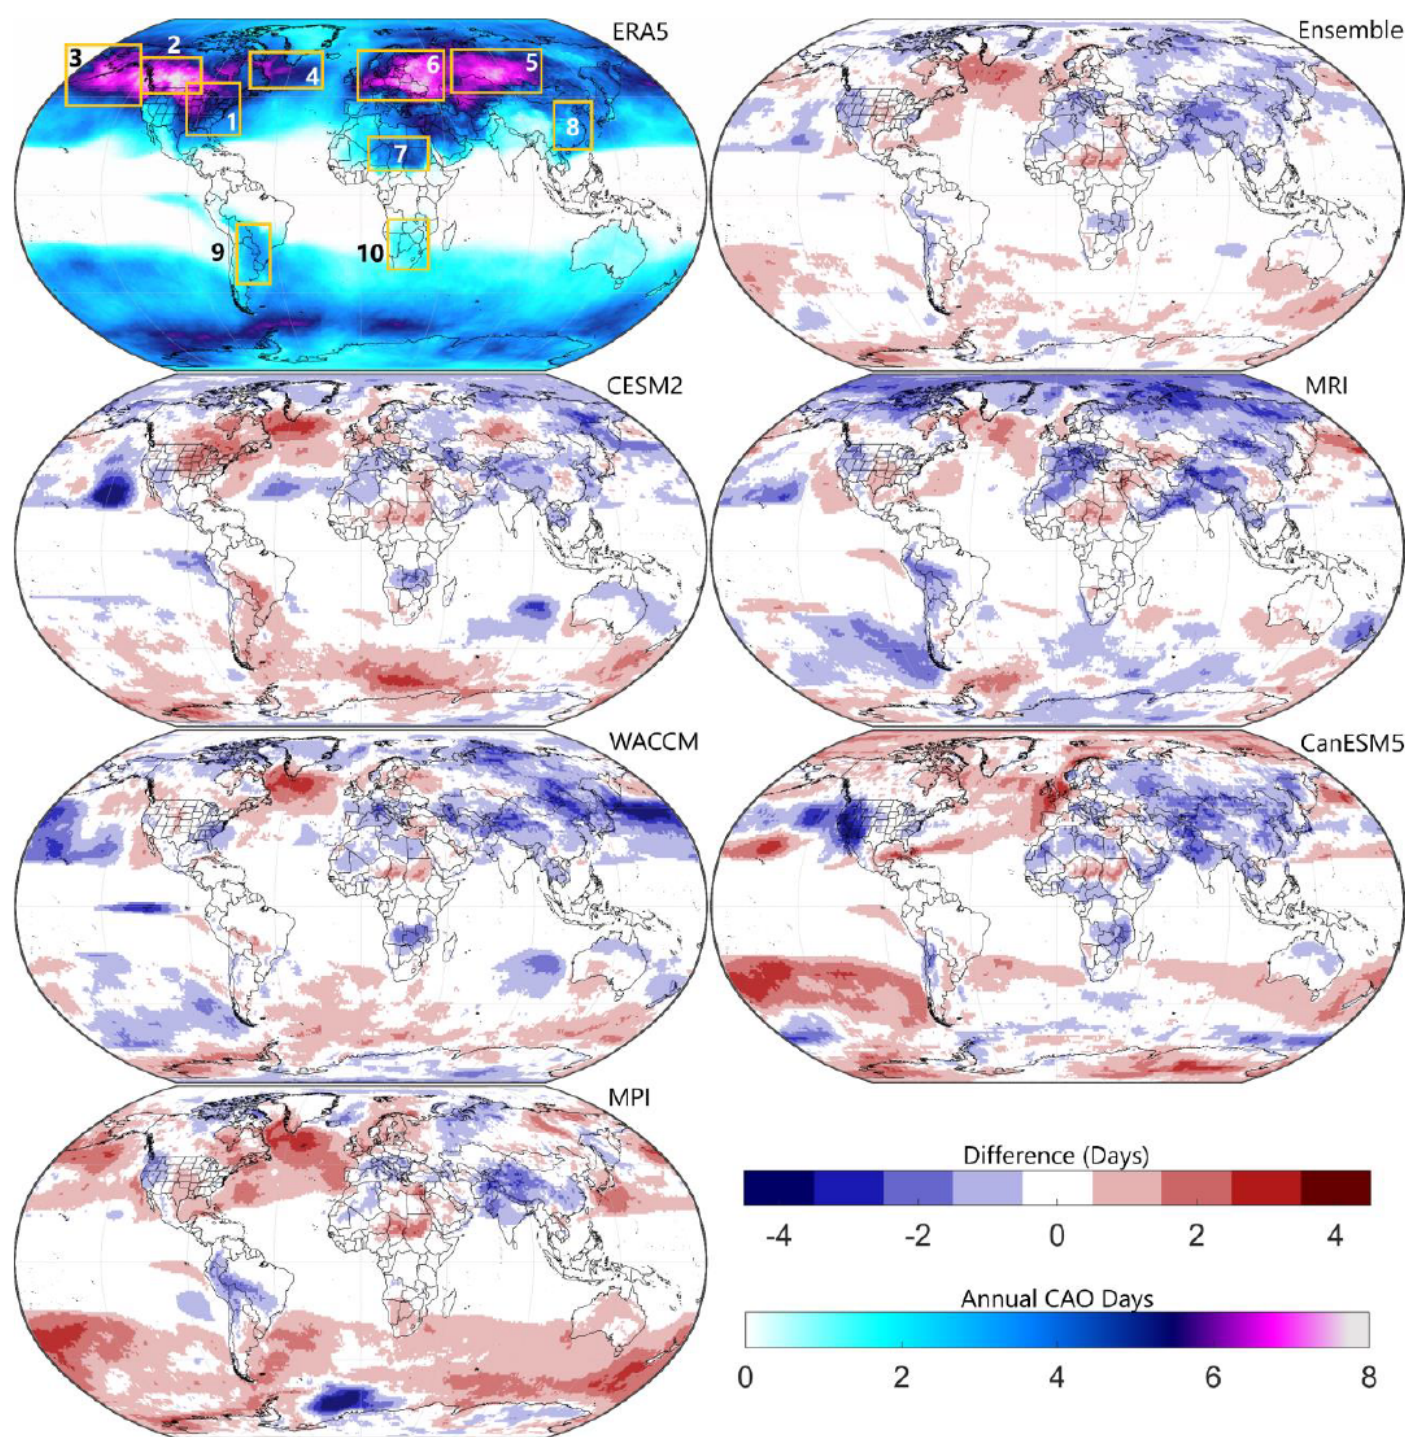 ERA5
Ensemble
3
2
4
6
5
1
8
7
9
10
CESM2
MRI
WACCM
CanESM5
MPI
Difference (Days)
-4 -2 0 2 4
Annual CAO Days
0 2 4 6 8